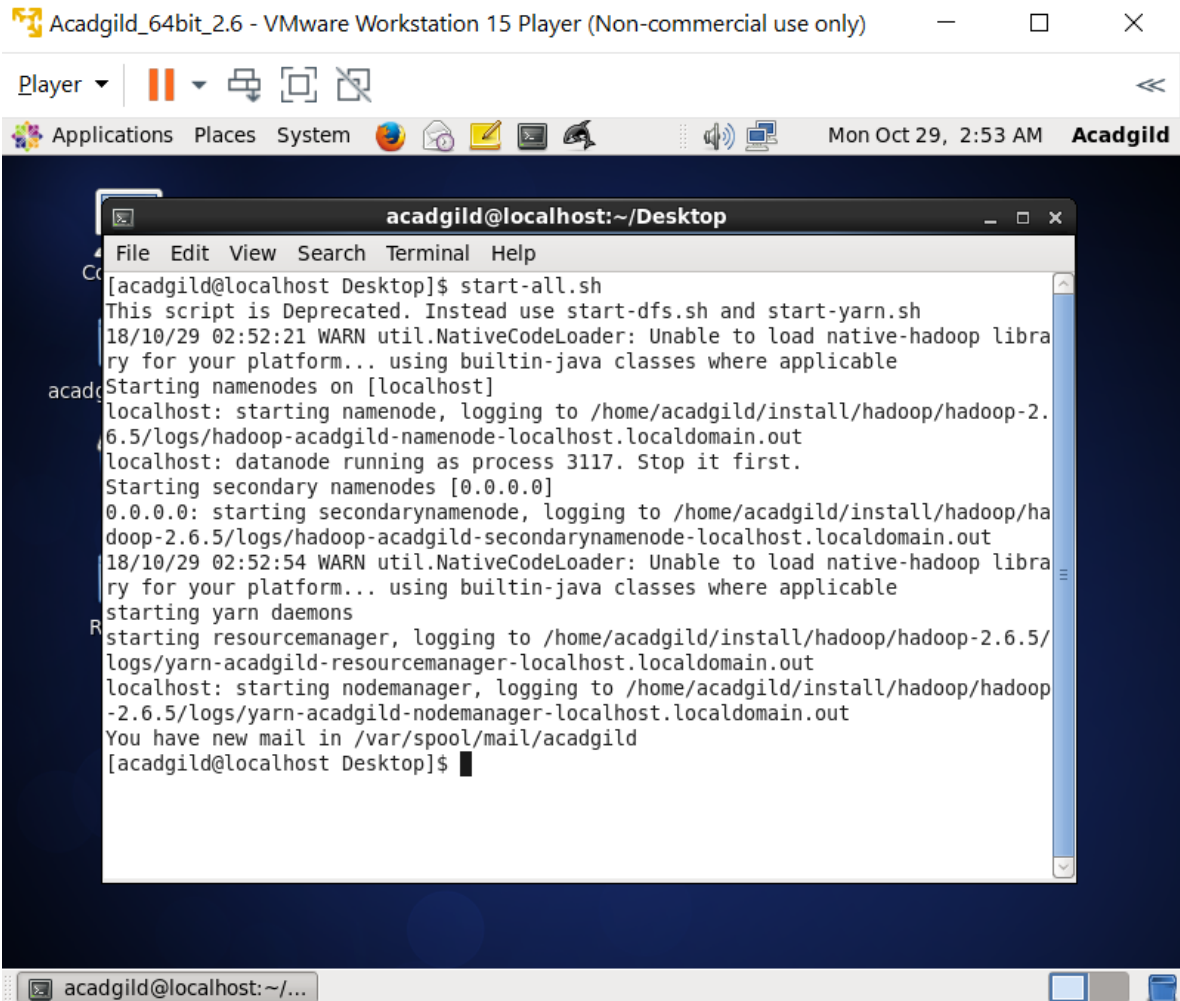 Acadgild_64bit_2.6 - VMware Workstation 15 Player (Non-commercial use only)
Player
Applications Places System Mon Oct 29, 2:53 AM Acadgild
acadgild@localhost:~/Desktop
File Edit View Search Terminal Help
[acadgild@localhost Desktop]$ start-all.sh
This script is Deprecated. Instead use start-dfs.sh and start-yarn.sh
18/10/29 02:52:21 WARN util.NativeCodeLoader: Unable to load native-hadoop libra
ry for your platform... using builtin-java classes where applicable
Starting namenodes on [localhost]
localhost: starting namenode, logging to /home/acadgild/install/hadoop/hadoop-2.
6.5/logs/hadoop-acadgild-namenode-localhost.localdomain.out
localhost: datanode running as process 3117. Stop it first.
Starting secondary namenodes [0.0.0.0]
0.0.0.0: starting secondarynamenode, logging to /home/acadgild/install/hadoop/ha
doop-2.6.5/logs/hadoop-acadgild-secondarynamenode-localhost.localdomain.out
18/10/29 02:52:54 WARN util.NativeCodeLoader: Unable to load native-hadoop libra
ry for your platform... using builtin-java classes where applicable
starting yarn daemons
starting resourcemanager, logging to /home/acadgild/install/hadoop/hadoop-2.6.5/
logs/yarn-acadgild-resourcemanager-localhost.localdomain.out
localhost: starting nodemanager, logging to /home/acadgild/install/hadoop/hadoop
-2.6.5/logs/yarn-acadgild-nodemanager-localhost.localdomain.out
You have new mail in /var/spool/mail/acadgild
[acadgild@localhost Desktop]$
acadgild@localhost:~/...